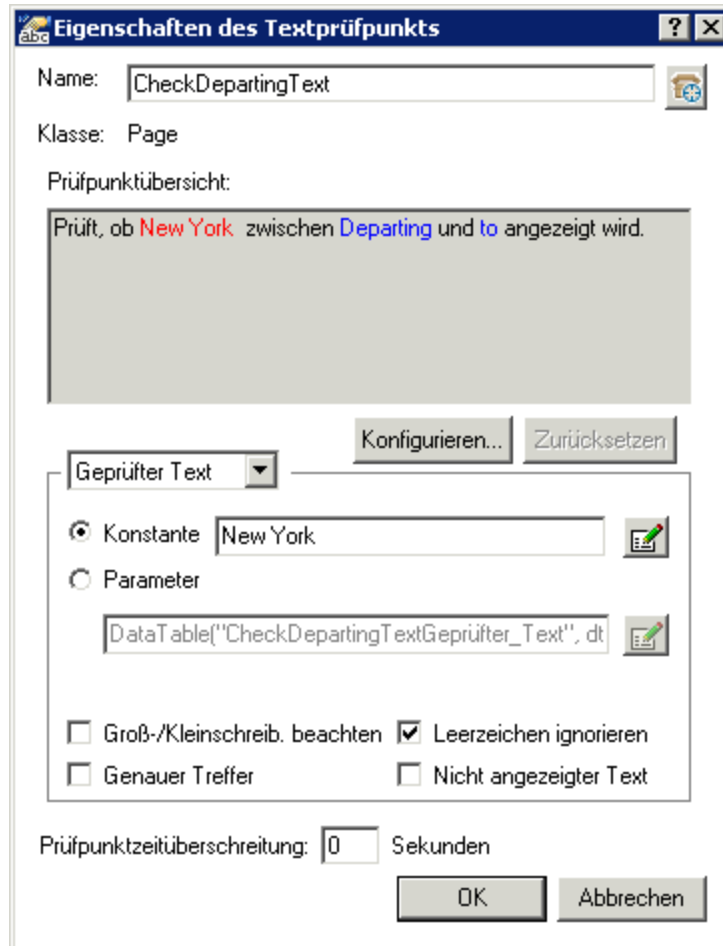 Eigenschaften des Textprüfpunkts
Name: CheckDepartingText
Klasse: Page
Prüfpunktübersicht:
Prüft, ob New York zwischen Departing und to angezeigt wird.
Konfigurieren... Zurücksetzen
Geprüfter Text
Konstante New York
Parameter
DataTable("CheckDepartingTextGeprüfter_Text", dt
Groß-/Kleinschreib. beachten Leerzeichen ignorieren
Genauer Treffer Nicht angezeigter Text
Prüfpunktzeitüberschreitung: 0 Sekunden
OK Abbrechen